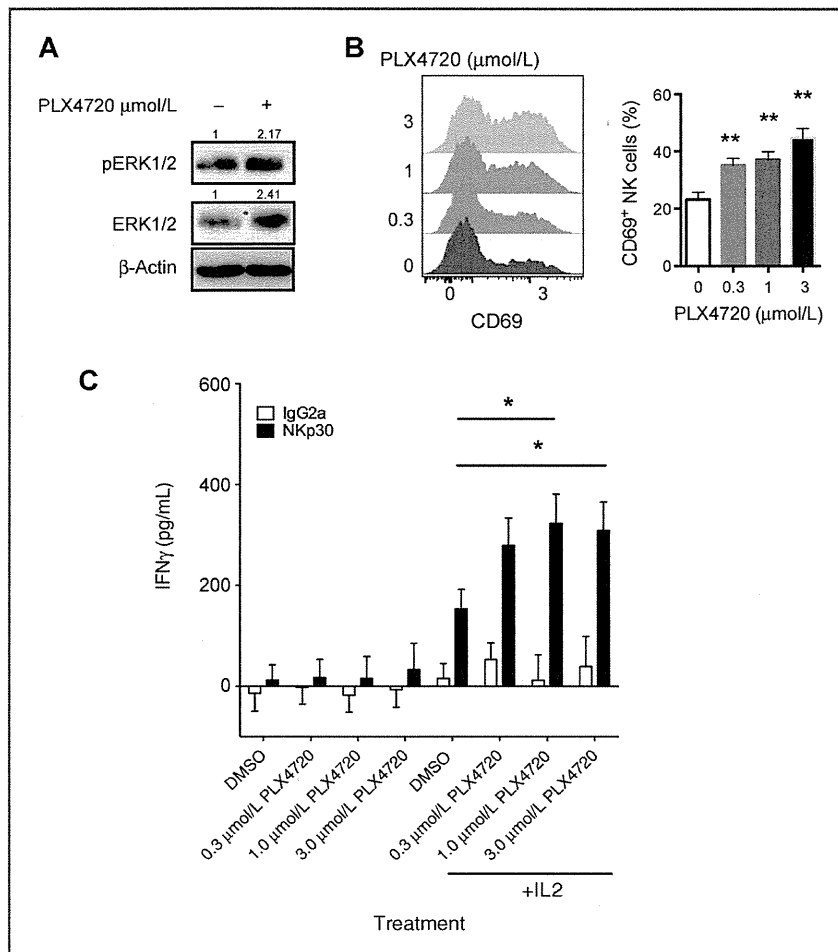 A
PLX4720 μmol/L – +
1 2.17
pERK1/2
1 2.41
ERK1/2
β-Actin
B
PLX4720 (μmol/L)
3
1
0.3
0
0 3
CD69
CD69+ NK cells (%)
60
40
20
0
** ** **
0 0.3 1 3
PLX4720 (μmol/L)
C
IFNγ (pg/mL)
600
400
200
0
IgG2a
NKp30
*
*
DMSO
0.3 μmol/L PLX4720
1.0 μmol/L PLX4720
3.0 μmol/L PLX4720
DMSO
0.3 μmol/L PLX4720
1.0 μmol/L PLX4720
3.0 μmol/L PLX4720
+IL2
Treatment